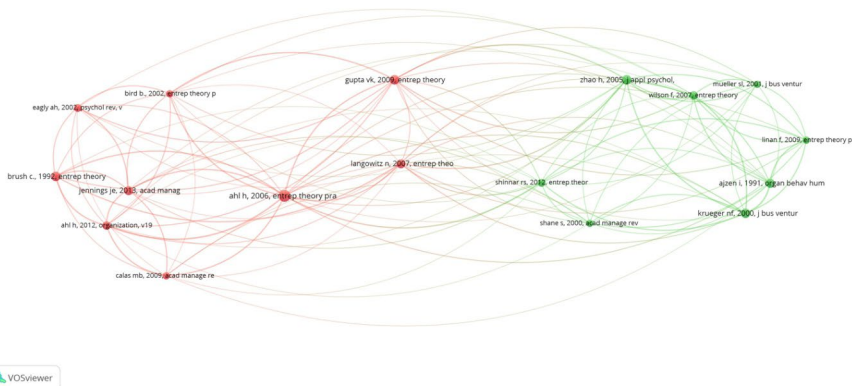 gupta vk, 2009, entrep theory
zhao h, 2005, j appl psychol,
mueller sl, 2001, j bus ventur
bird b., 2002, entrep theory p
wilson f, 2007, entrep theory
eagly ah, 2002, psychol rev, v
linan f, 2009, entrep theory p
langowitz n, 2007, entrep theo
brush c., 1992, entrep theory
shinnar rs, 2012, entrep theor
ajzen i, 1991, organ behav hum
jennings je, 2013, acad manag
ahl h, 2006, entrep theory pra
krueger nf, 2000, j bus ventur
ahl h, 2012, organization, v19
shane s, 2000, acad manage rev
calas mb, 2009, acad manage re
VOSviewer